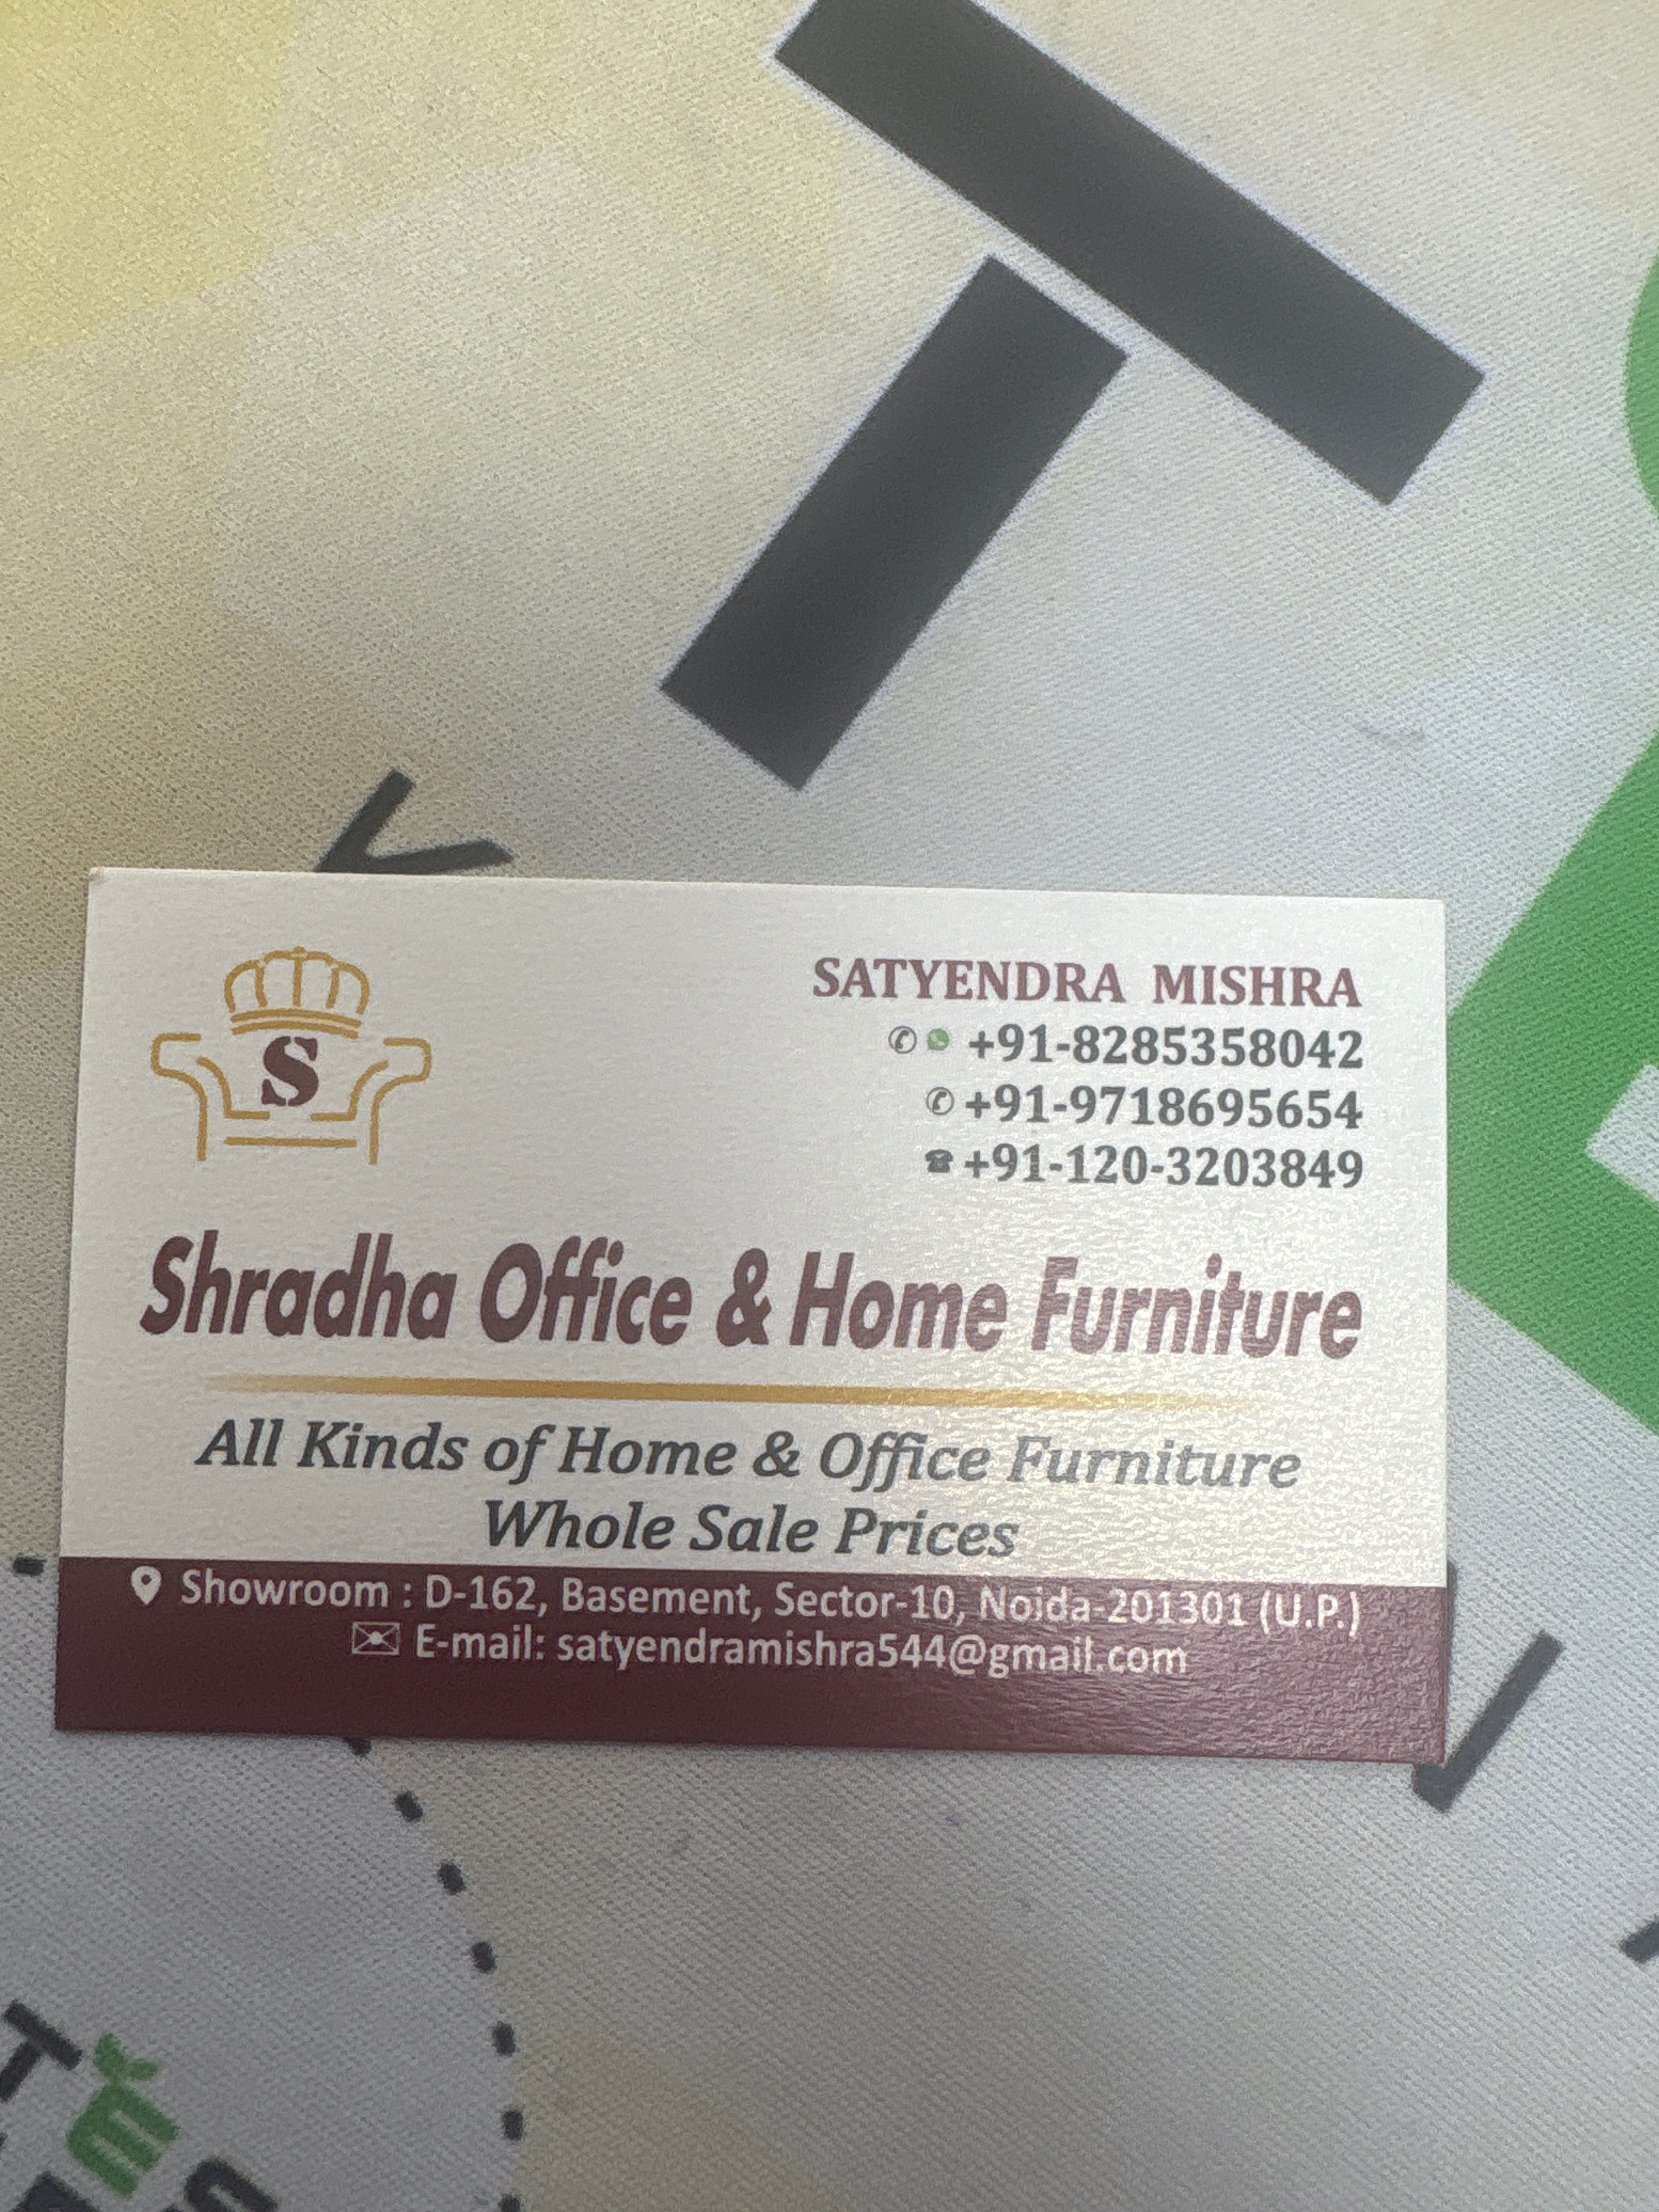 S
SATYENDRA MISHRA
+91-8285358042
+91-9718695654
+91-120-3203849
Shradha Office & Home Furniture
All Kinds of Home & Office Furniture
Whole Sale Prices
Showroom : D-162, Basement, Sector-10, Noida-201301 (U.P.)
E-mail: satyendramishra544@gmail.com